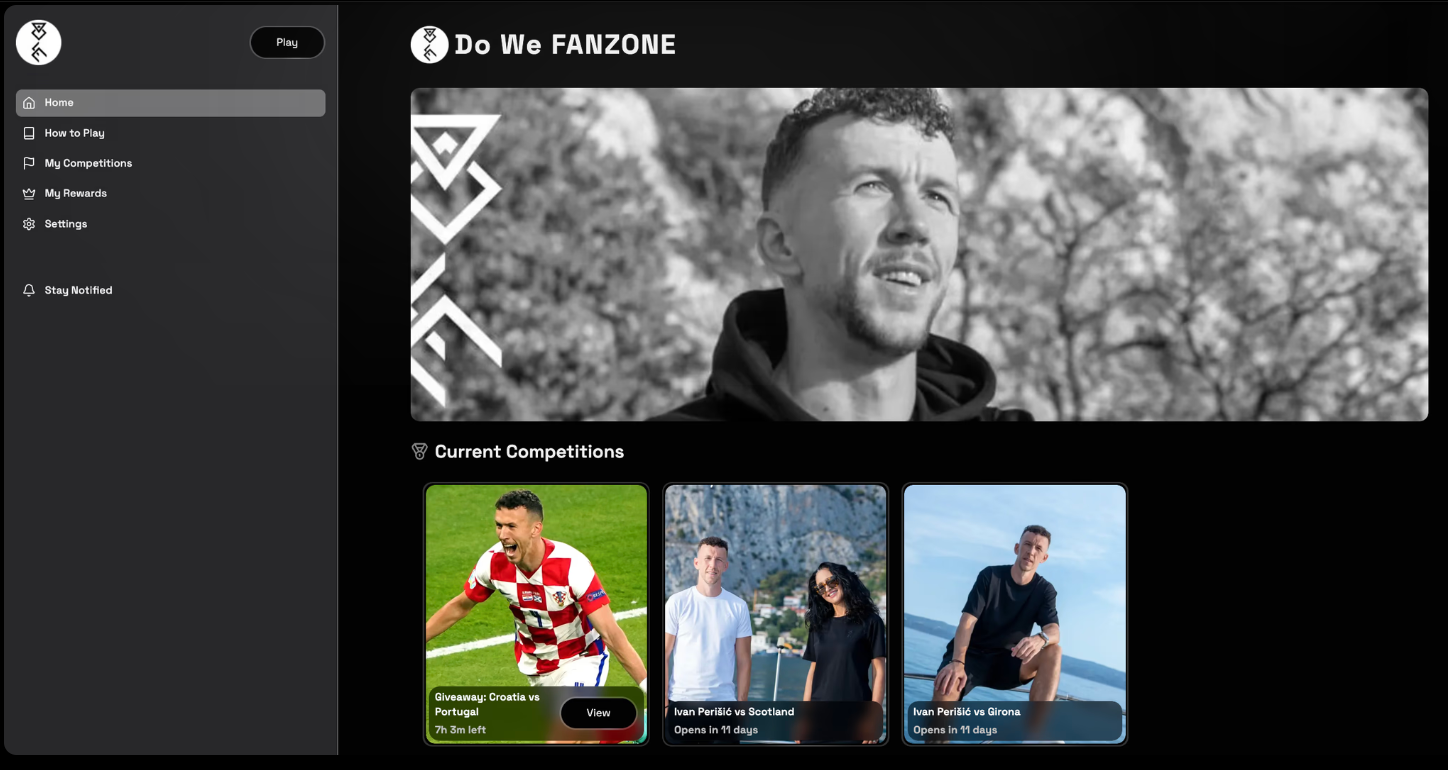 Play
Home
How to Play
My Competitions
My Rewards
Settings
Stay Notified
Do We FANZONE
Current Competitions
Giveaway: Croatia vs
Portugal
7h 3m left
View
Ivan Perišić vs Scotland
Opens in 11 days
Ivan Perišić vs Girona
Opens in 11 days